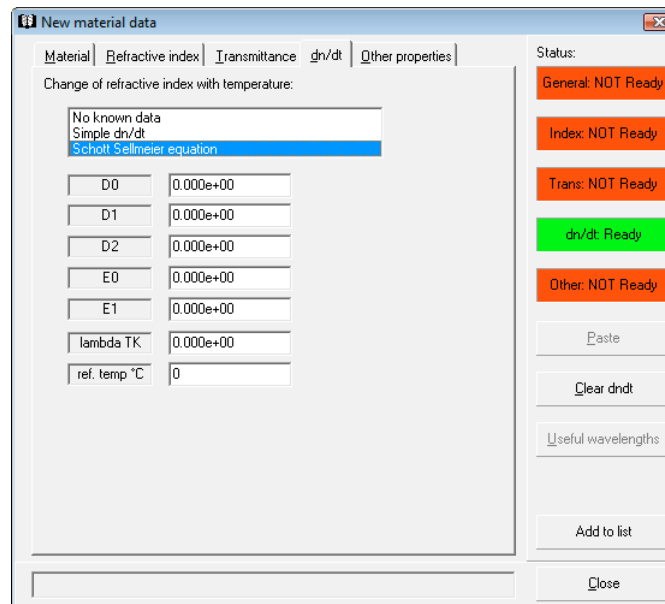 New material data
Material Refractive index Transmittance dn/dt Other properties
Change of refractive index with temperature:
No known data
Simple dn/dt
Schott Sellmeier equation
D0 0.000e+00
D1 0.000e+00
D2 0.000e+00
E0 0.000e+00
E1 0.000e+00
lambda TK 0.000e+00
ref. temp °C 0
Status:
General: NOT Ready
Index: NOT Ready
Trans: NOT Ready
dn/dt: Ready
Other: NOT Ready
Paste
Clear dndt
Useful wavelengths
Add to list
Close